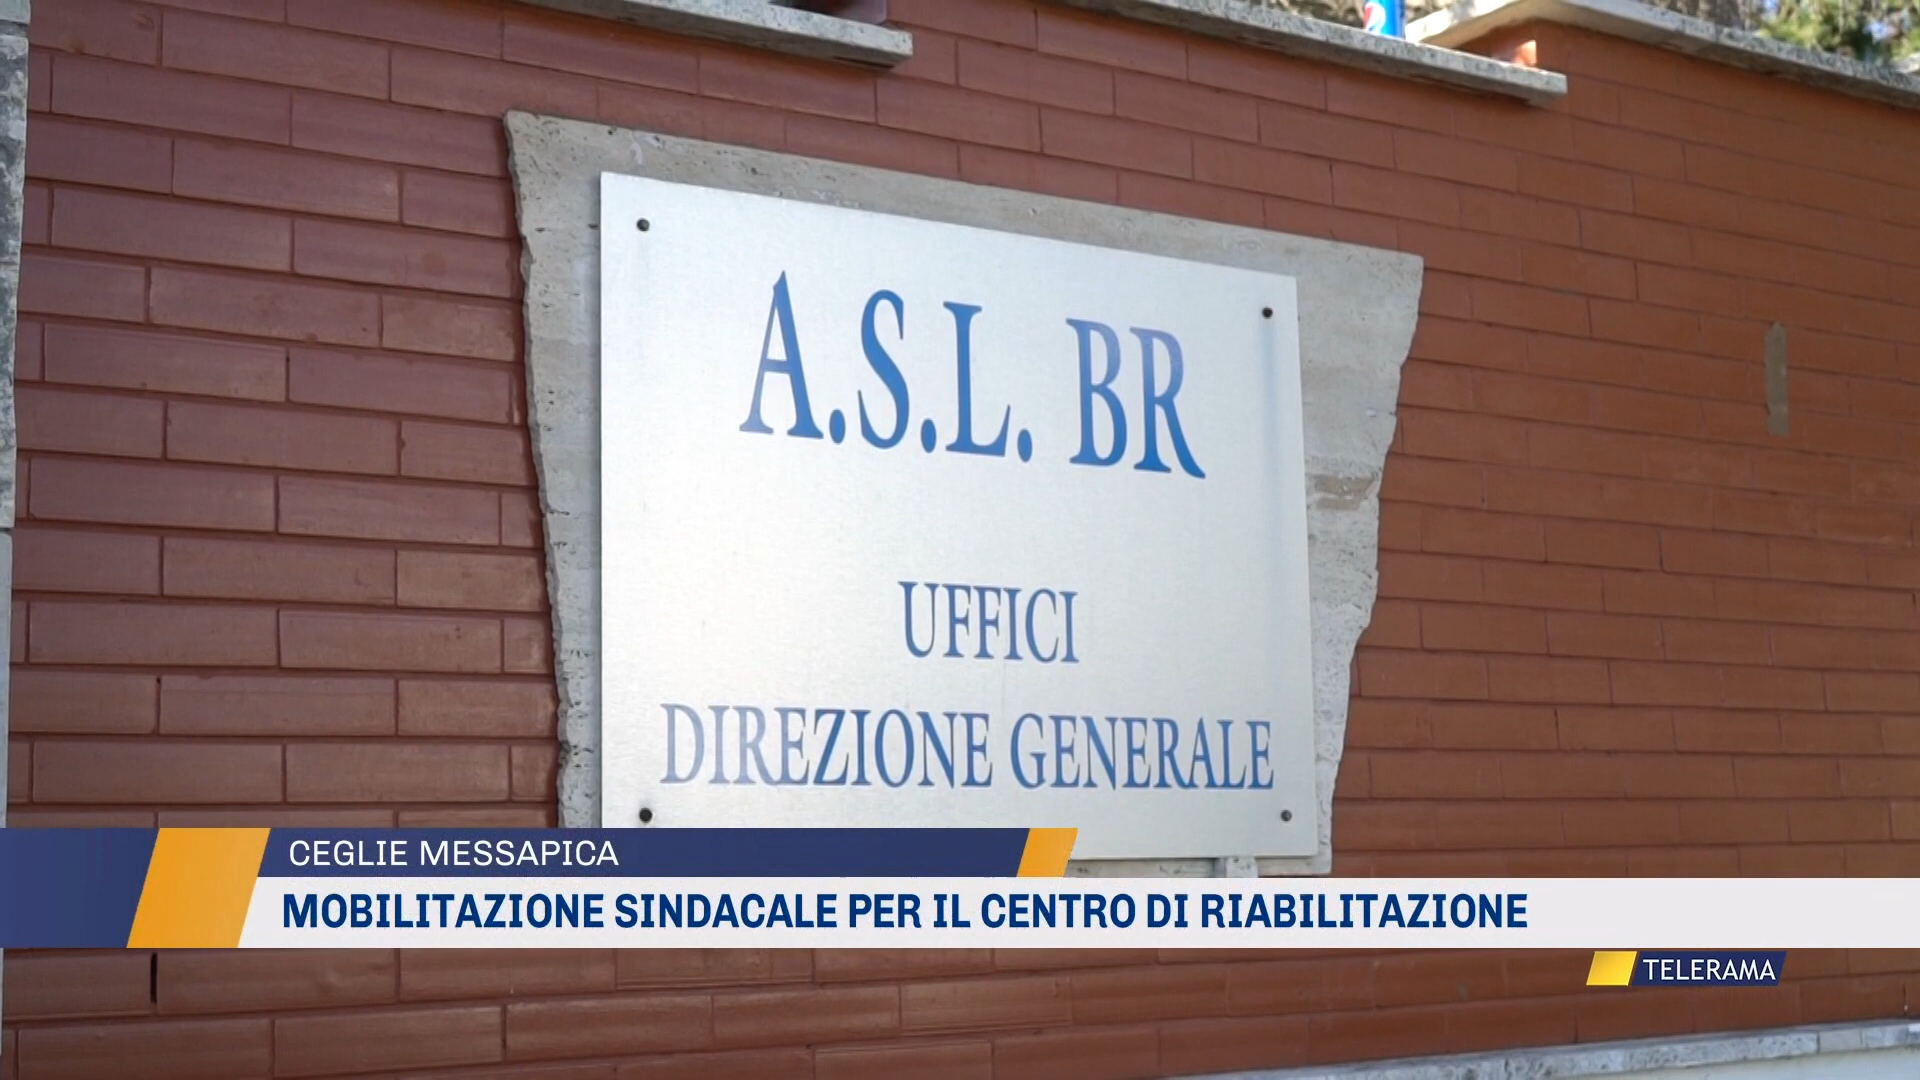 A.S.L. BR
UFFICI
DIREZIONE GENERALE
CEGLIE MESSAPICA
MOBILITAZIONE SINDACALE PER IL CENTRO DI RIABILITAZIONE
TELERAMA